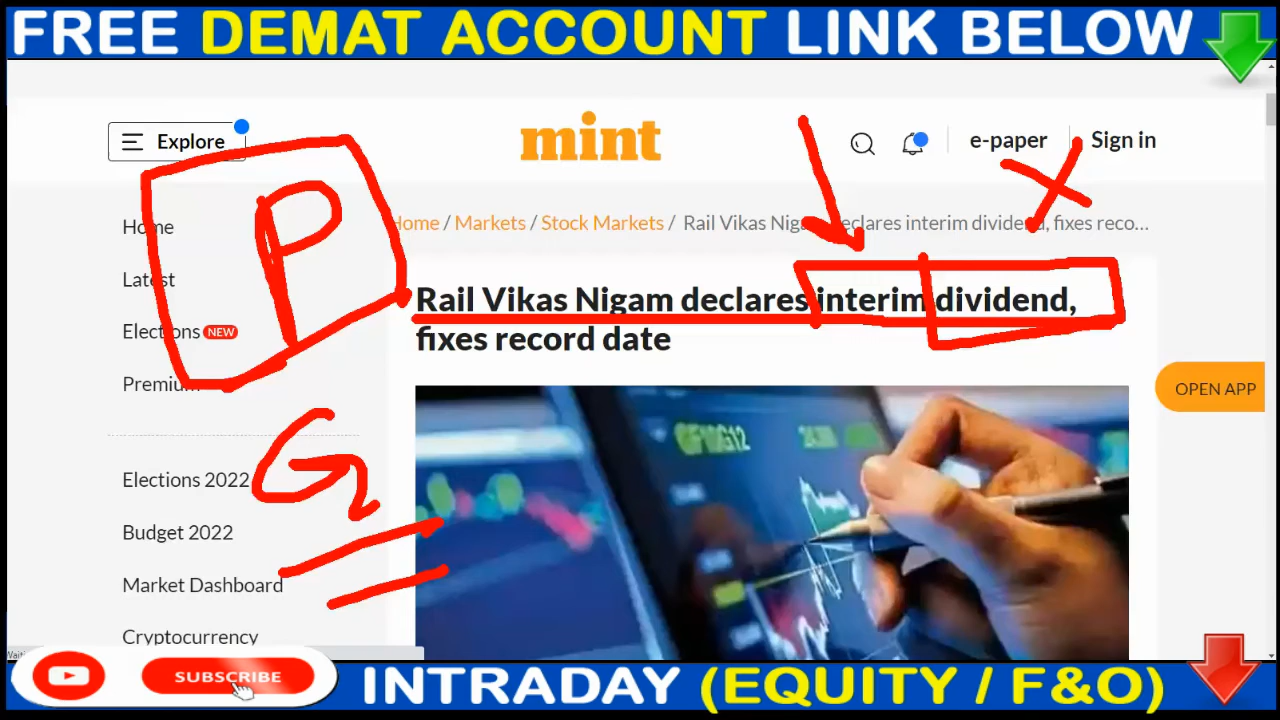 FREE DEMAT ACCOUNT LINK BELOW
Explore
mint
e-paper
Sign in
Home / Markets / Stock Markets / Rail Vikas Nigam declares interim dividend, fixes reco...
Home
Latest
Elections NEW
Premium
Elections 2022
Budget 2022
Market Dashboard
Cryptocurrency
Rail Vikas Nigam declares interim dividend,
fixes record date
OPEN APP
P
G
SUBSCRIBE
INTRADAY (EQUITY / F&O)